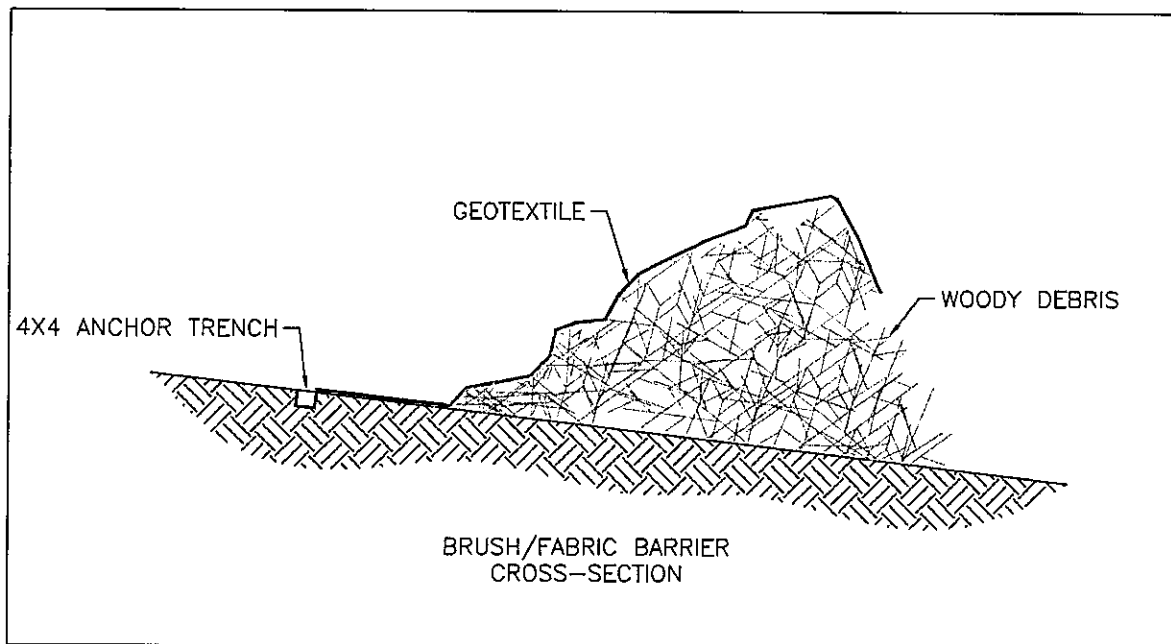 GEOTEXTILE
WOODY DEBRIS
4X4 ANCHOR TRENCH
BRUSH/FABRIC BARRIER
CROSS-SECTION